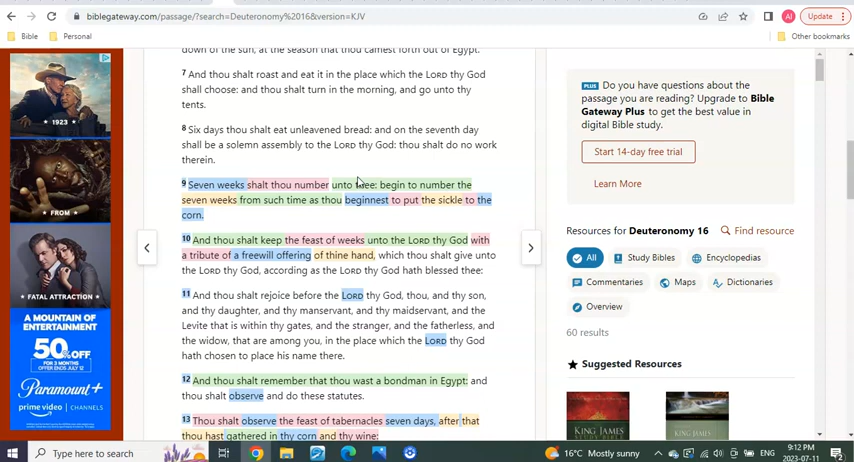 biblegateway.com/passage/?search=Deuteronomy%2016&version=KJV
AI
Update
Bible
Personal
Other bookmarks
down of the sun, at the season that thou camest forth out of Egypt.
7 And thou shalt roast and eat it in the place which the LORD thy God
shall choose: and thou shalt turn in the morning, and go unto thy
tents.
8 Six days thou shalt eat unleavened bread: and on the seventh day
shall be a solemn assembly to the LORD thy God: thou shalt do no work
therein.
9 Seven weeks shalt thou number unto thee: begin to number the
seven weeks from such time as thou beginnest to put the sickle to the
corn.
10 And thou shalt keep the feast of weeks unto the LORD thy God with
a tribute of a freewill offering of thine hand, which thou shalt give unto
the LORD thy God, according as the LORD thy God hath blessed thee:
11 And thou shalt rejoice before the LORD thy God, thou, and thy son,
and thy daughter, and thy manservant, and thy maidservant, and the
Levite that is within thy gates, and the stranger, and the fatherless, and
the widow, that are among you, in the place which the LORD thy God
hath chosen to place his name there.
12 And thou shalt remember that thou wast a bondman in Egypt: and
thou shalt observe and do these statutes.
13 Thou shalt observe the feast of tabernacles seven days, after that
thou hast gathered in thy corn and thy wine:
★ 1923
★ FROM
★ FATAL ATTRACTION
A MOUNTAIN OF
ENTERTAINMENT
50% OFF
FOR 3 MONTHS
OFFER ENDS JULY 12
Paramount+
prime video | CHANNELS
PLUS Do you have questions about the
passage you are reading? Upgrade to Bible
Gateway Plus to get the best value in
digital Bible study.
Start 14-day free trial
Learn More
Resources for Deuteronomy 16
Find resource
All
Study Bibles
Encyclopedias
Commentaries
Maps
Dictionaries
Overview
60 results
★ Suggested Resources
KING JAMES
KING JAMES
Type here to search
16°C Mostly sunny
ENG
9:12 PM
2023-07-11
2